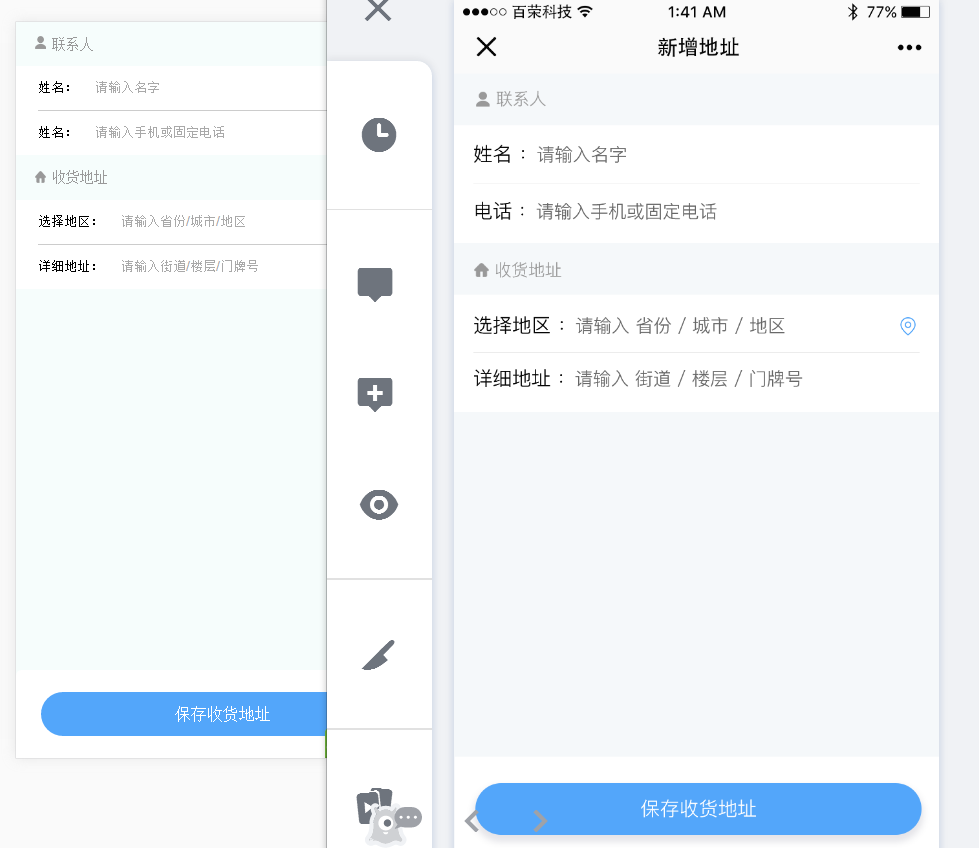 联系人
姓名： 请输入名字
姓名： 请输入手机或固定电话
收货地址
选择地区： 请输入省份/城市/地区
详细地址： 请输入街道/楼层/门牌号
保存收货地址
百荣科技 1:41 AM 77%
新增地址
联系人
姓名： 请输入名字
电话： 请输入手机或固定电话
收货地址
选择地区： 请输入 省份 / 城市 / 地区
详细地址： 请输入 街道 / 楼层 / 门牌号
保存收货地址